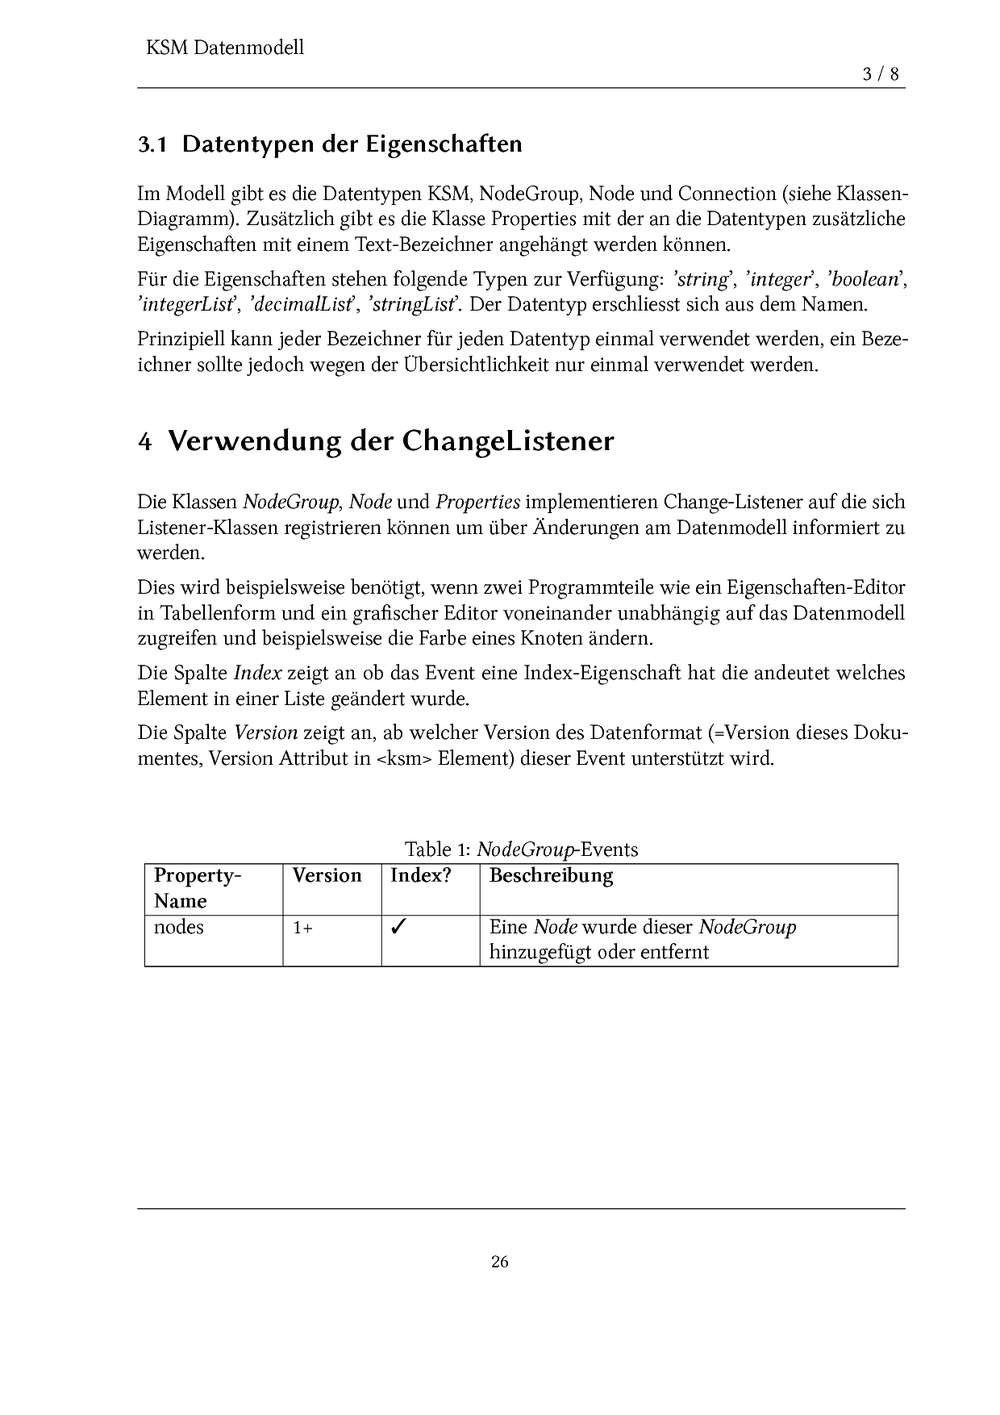 KSM Datenmodell
3 / 8
3.1 Datentypen der Eigenschaften
Im Modell gibt es die Datentypen KSM, NodeGroup, Node und Connection (siehe Klassen-
Diagramm). Zusätzlich gibt es die Klasse Properties mit der an die Datentypen zusätzliche
Eigenschaften mit einem Text-Bezeichner angehängt werden können.
Für die Eigenschaften stehen folgende Typen zur Verfügung: ’string’, ’integer’, ’boolean’,
’integerList’, ’decimalList’, ’stringList’. Der Datentyp erschliesst sich aus dem Namen.
Prinzipiell kann jeder Bezeichner für jeden Datentyp einmal verwendet werden, ein Beze-
ichner sollte jedoch wegen der Übersichtlichkeit nur einmal verwendet werden.
4 Verwendung der ChangeListener
Die Klassen NodeGroup, Node und Properties implementieren Change-Listener auf die sich
Listener-Klassen registrieren können um über Änderungen am Datenmodell informiert zu
werden.
Dies wird beispielsweise benötigt, wenn zwei Programmteile wie ein Eigenschaften-Editor
in Tabellenform und ein grafischer Editor voneinander unabhängig auf das Datenmodell
zugreifen und beispielsweise die Farbe eines Knoten ändern.
Die Spalte Index zeigt an ob das Event eine Index-Eigenschaft hat die andeutet welches
Element in einer Liste geändert wurde.
Die Spalte Version zeigt an, ab welcher Version des Datenformat (=Version dieses Doku-
mentes, Version Attribut in <ksm> Element) dieser Event unterstützt wird.
Table 1: NodeGroup-Events
Property- Version Index? Beschreibung
Name
nodes 1+ ✓ Eine Node wurde dieser NodeGroup
hinzugefügt oder entfernt
26